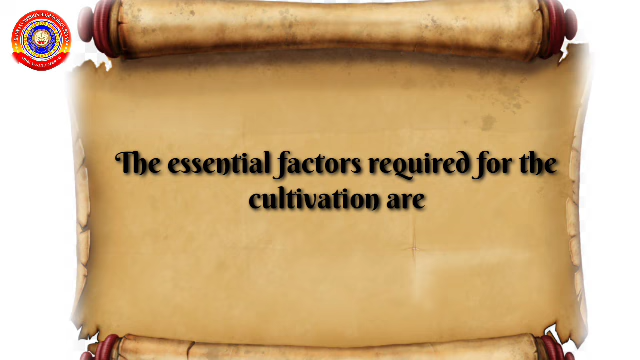 The essential factors required for the
cultivation are